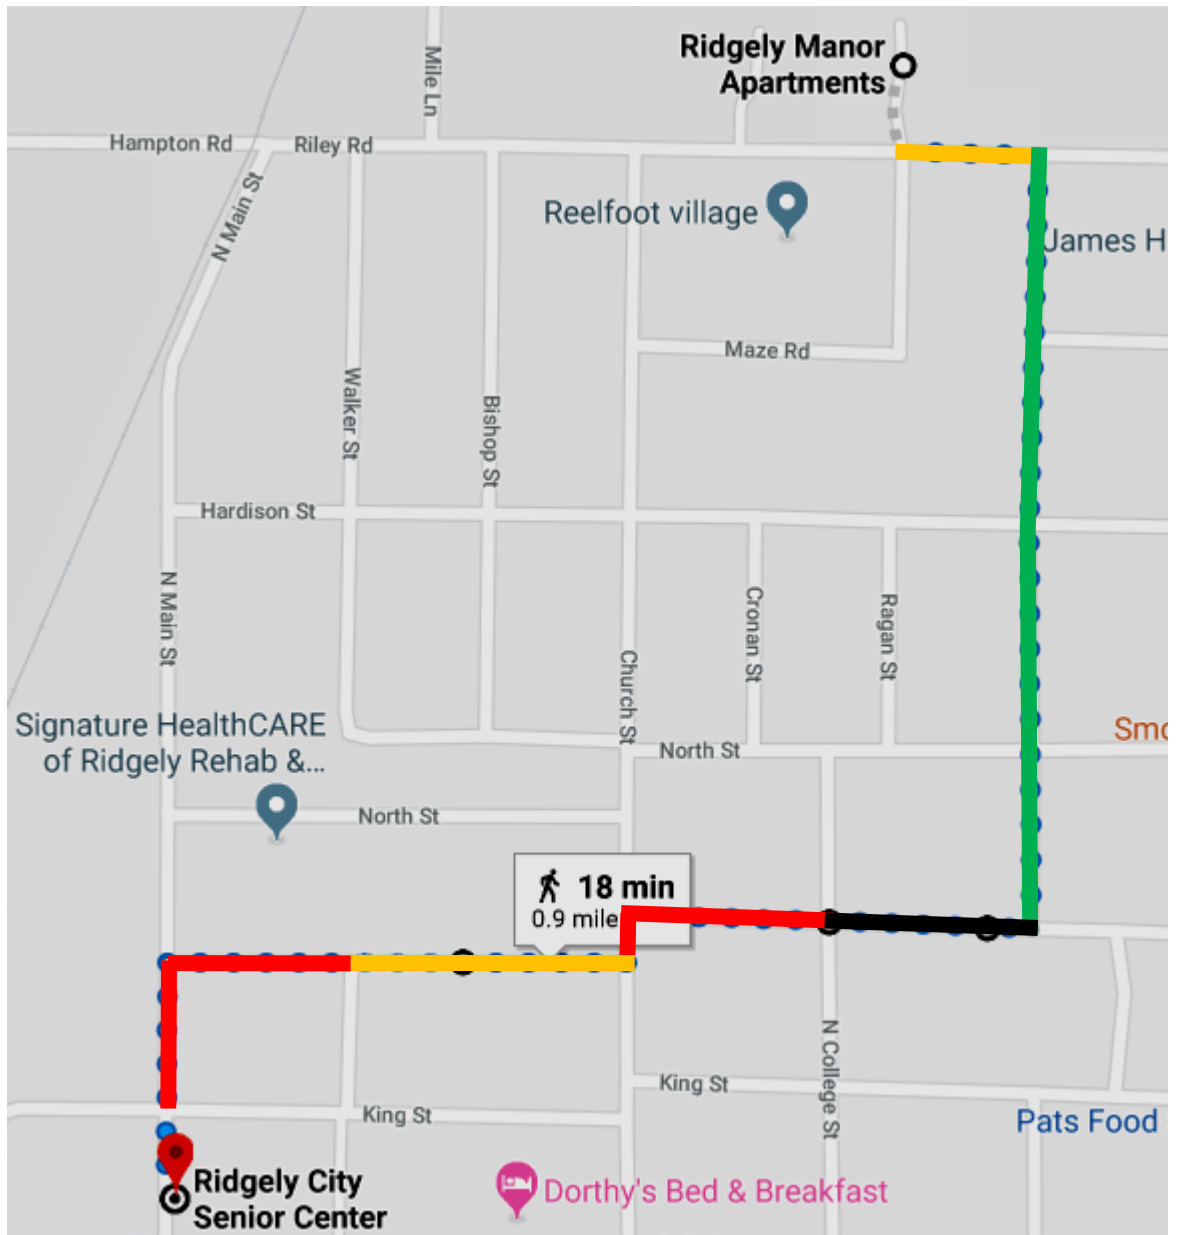 Ridgely Manor
Apartments
Mile Ln
Hampton Rd
Riley Rd
N Main St
Reelfoot village
James H
Maze Rd
Walker St
Bishop St
Hardison St
N Main St
Cronan St
Ragan St
Church St
Signature HealthCARE
of Ridgely Rehab &...
North St
Smo
North St
18 min
0.9 mile
N College St
King St
King St
Pats Food
Ridgely City
Senior Center
Dorthy's Bed & Breakfast